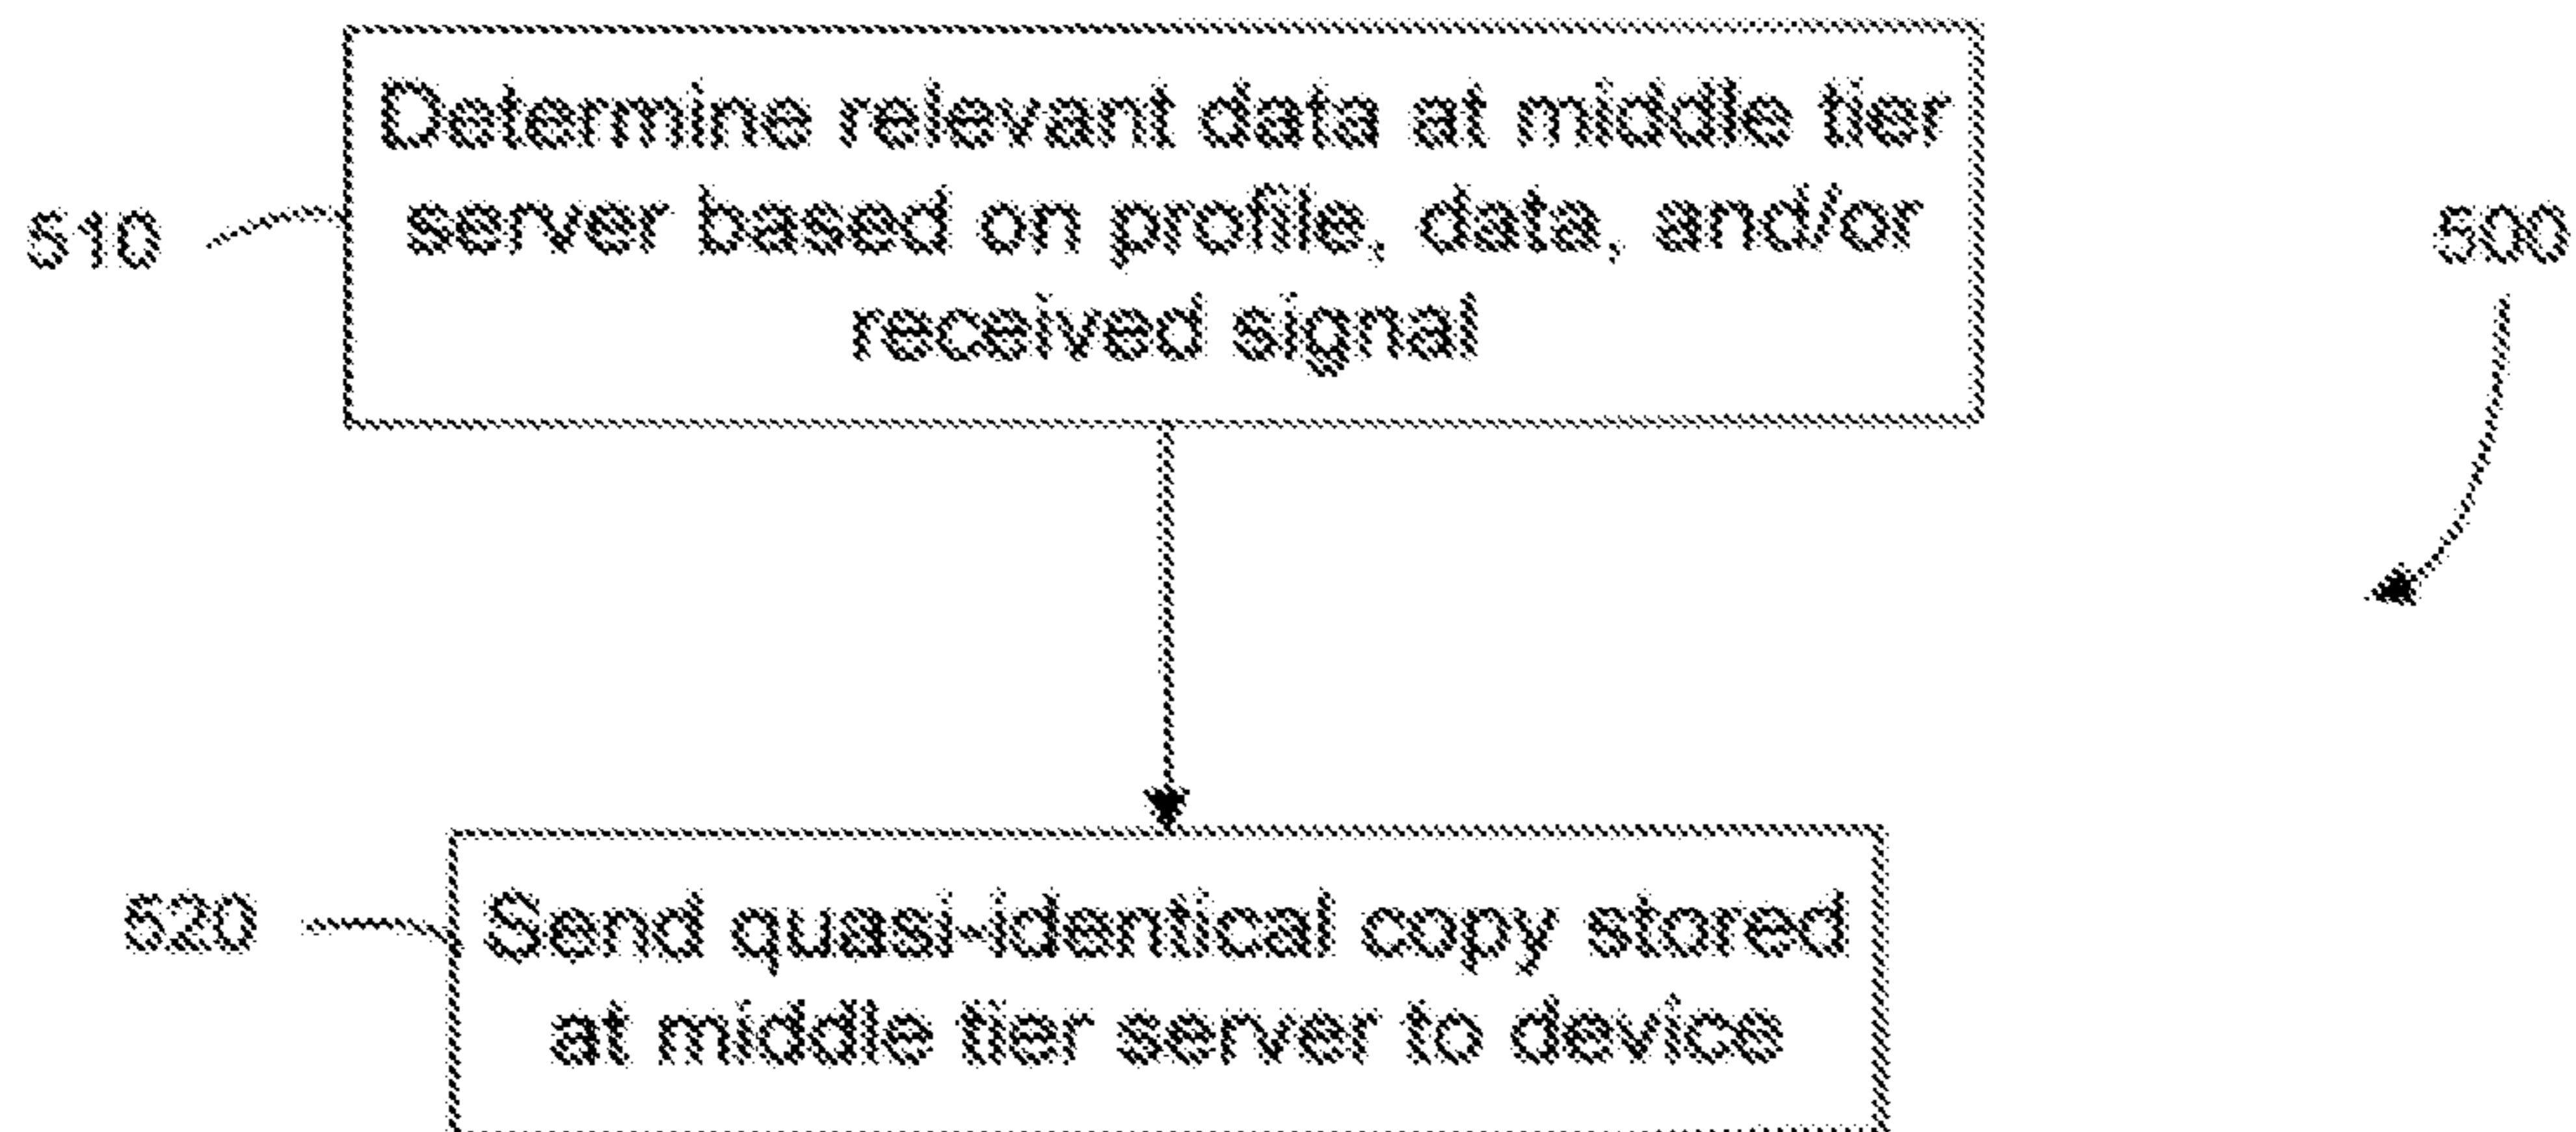 Determine relevant data at middle tier
server based on profile, data, and/or
received signal
510
500
520
Send quasi-identical copy stored
at middle tier server to device